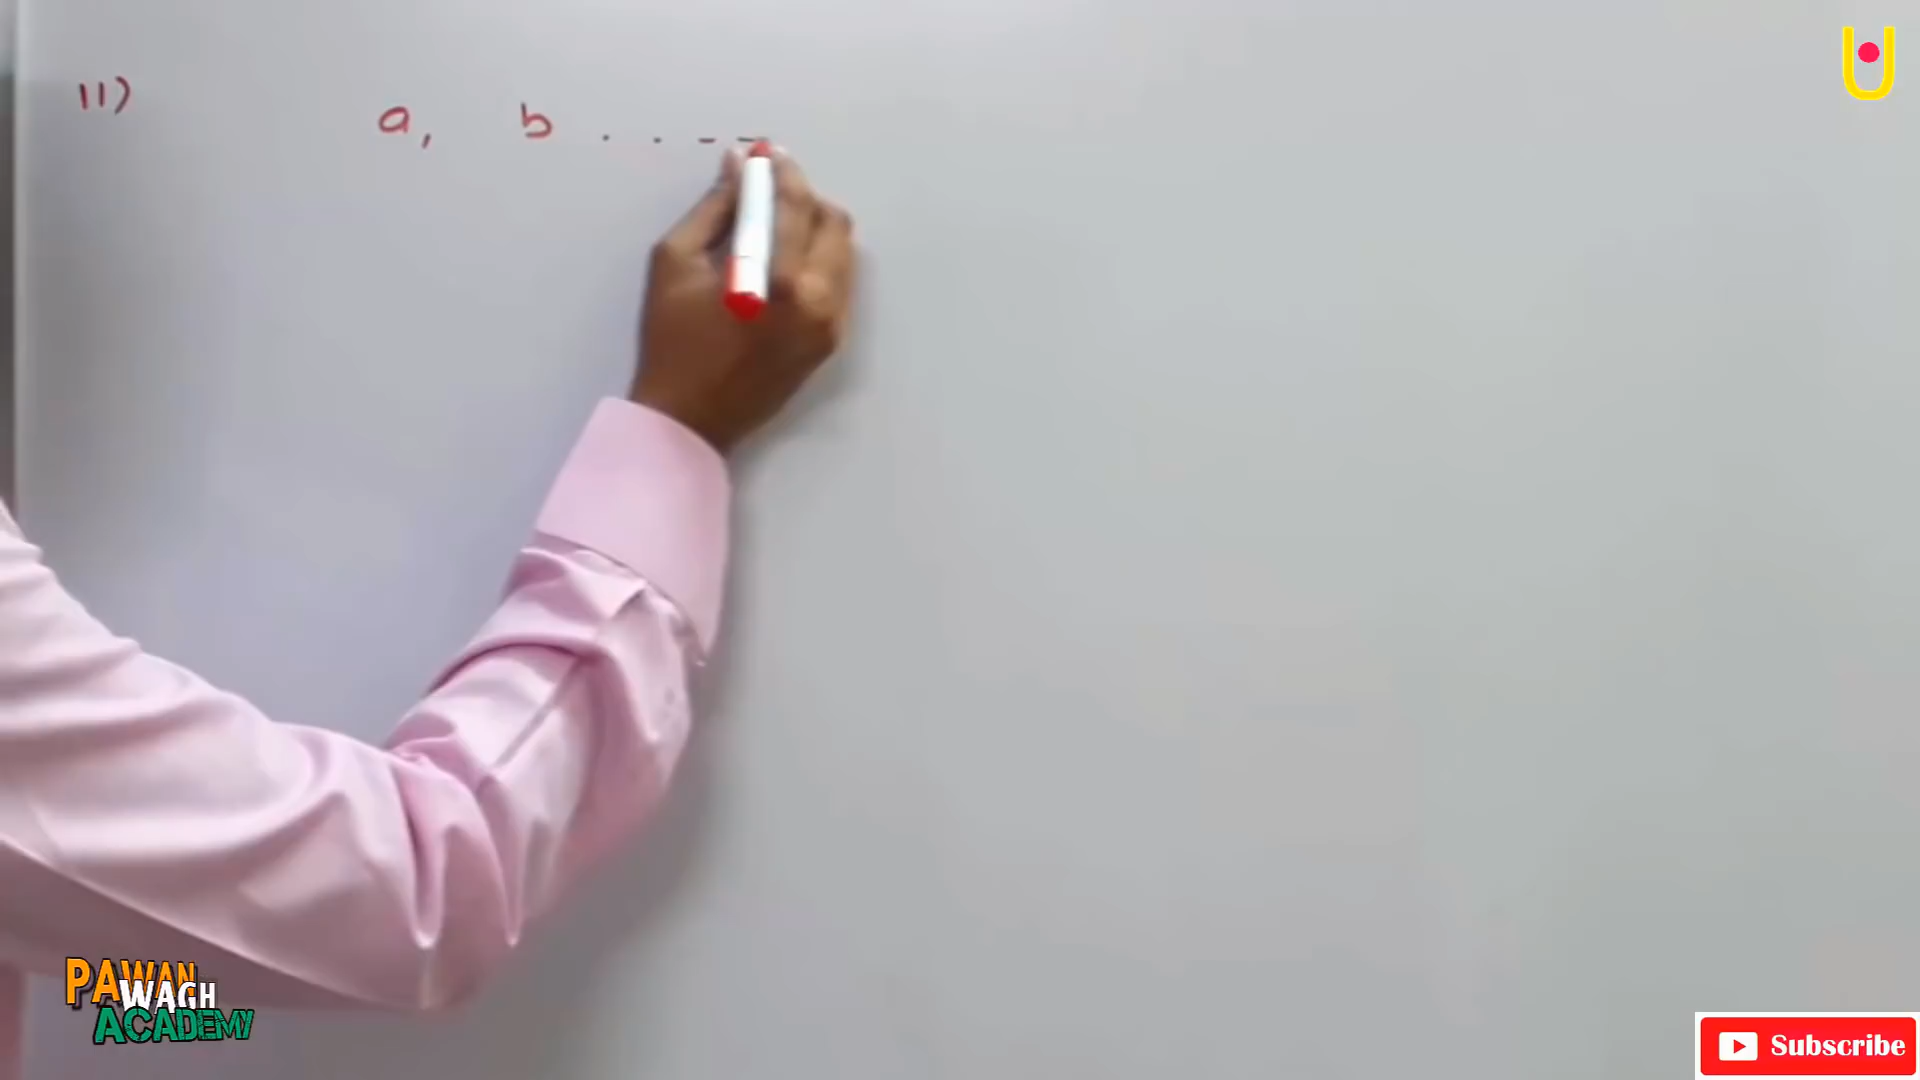 11) a, b . . - -
PAWAN
WAGH
ACADEMY
Subscribe